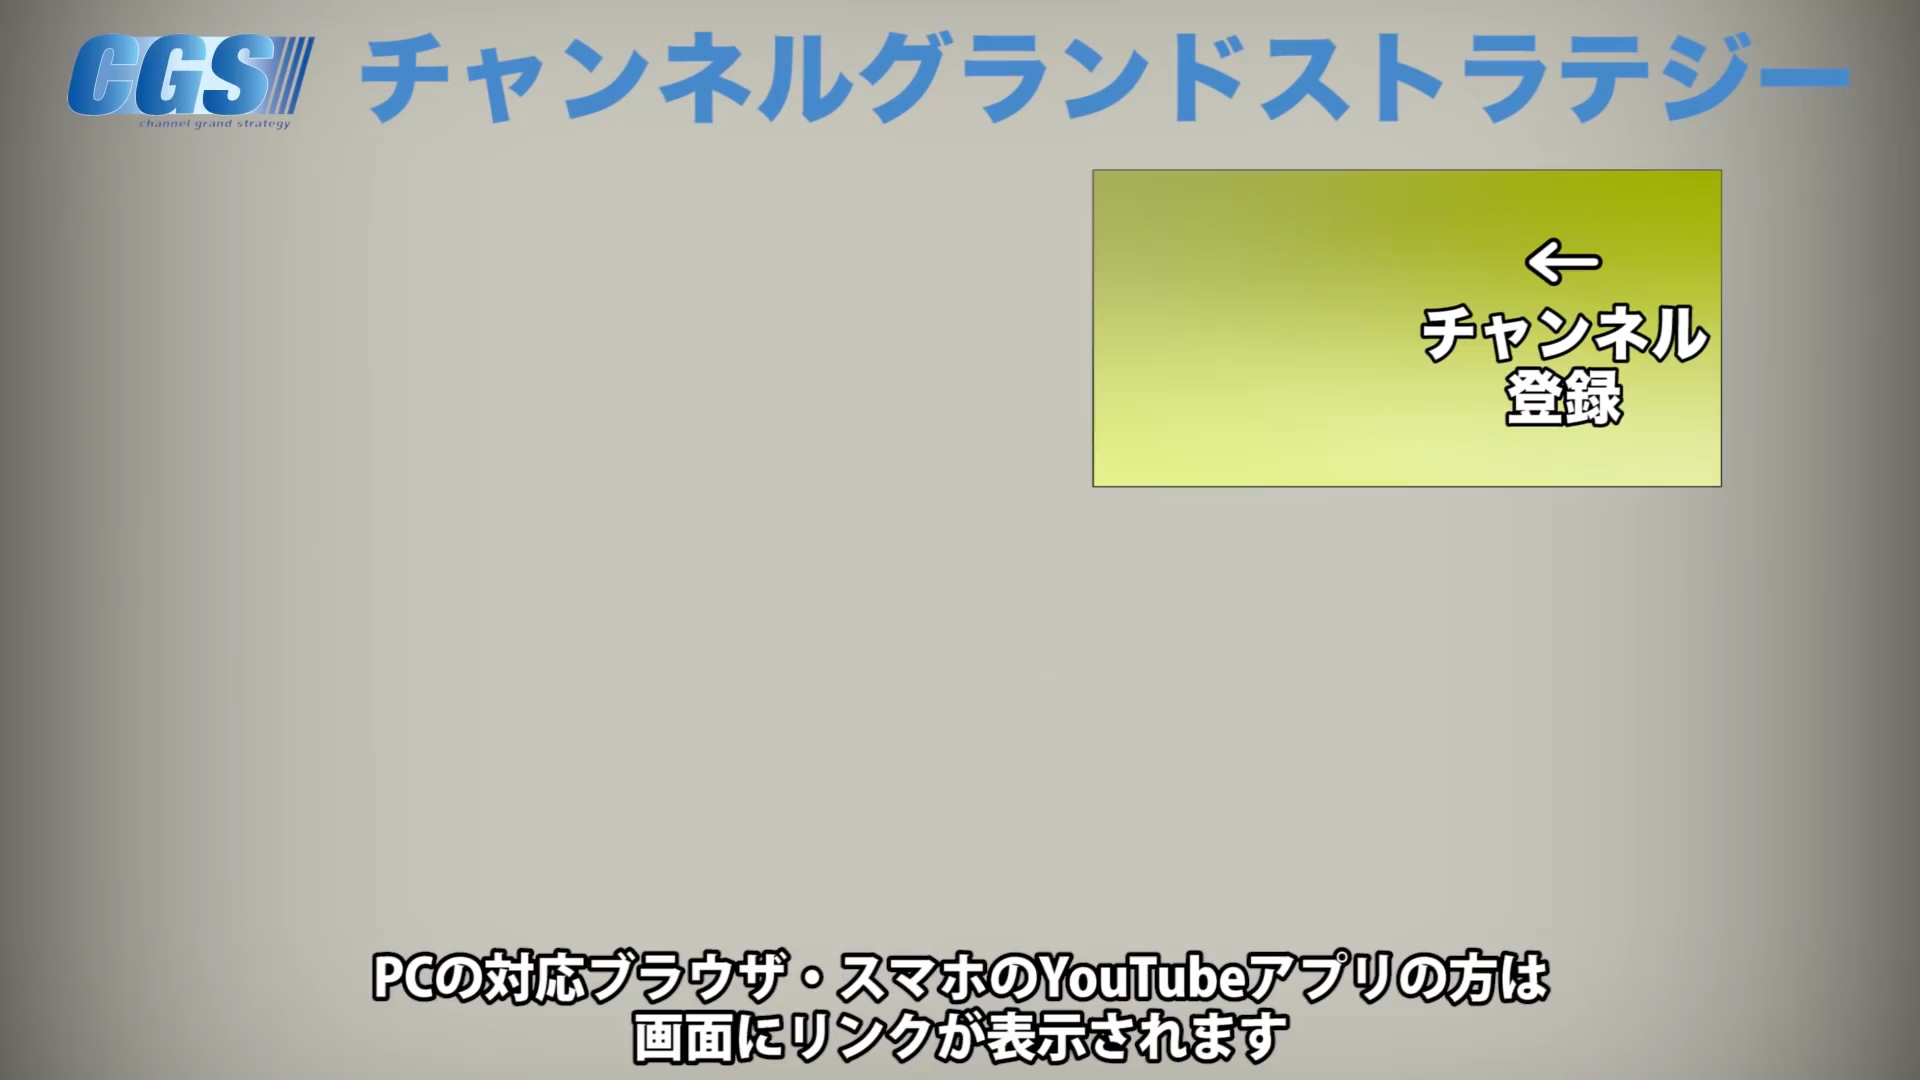 CGS
channel grand strategy
チャンネルグランドストラテジー
←
チャンネル
登録
PCの対応ブラウザ・スマホのYouTubeアプリの方は
画面にリンクが表示されます